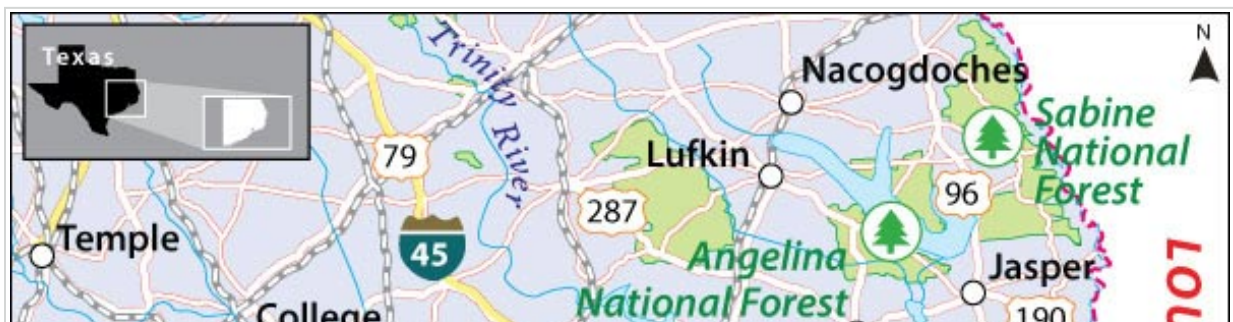 Texas
N
Trinity River
Nacogdoches
Sabine
National
Forest
79
Lufkin
287
96
Temple
45
Angelina
National Forest
Jasper
College
190